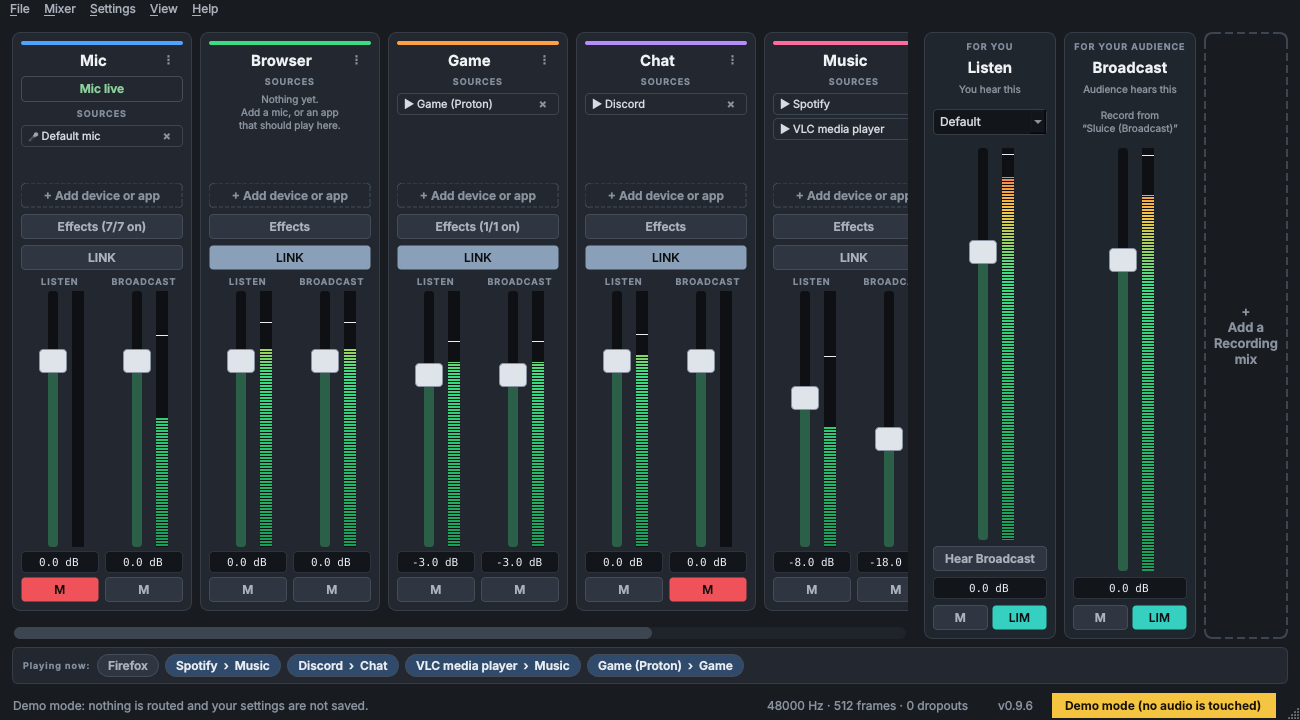 File Mixer Settings View Help
Mic
Mic live
SOURCES
Default mic ×
+ Add device or app
Effects (7/7 on)
LINK
LISTEN BROADCAST
0.0 dB 0.0 dB
M M
Browser
SOURCES
Nothing yet.
Add a mic, or an app
that should play here.
+ Add device or app
Effects
LINK
LISTEN BROADCAST
0.0 dB 0.0 dB
M M
Game
SOURCES
Game (Proton) ×
+ Add device or app
Effects (1/1 on)
LINK
LISTEN BROADCAST
-3.0 dB -3.0 dB
M M
Chat
SOURCES
Discord ×
+ Add device or app
Effects
LINK
LISTEN BROADCAST
0.0 dB 0.0 dB
M M
Music
SOURCES
Spotify
VLC media player
+ Add device or app
Effects
LINK
LISTEN BROADC
-8.0 dB -18.0
M M
FOR YOU
Listen
You hear this
Default
Hear Broadcast
0.0 dB
M LIM
FOR YOUR AUDIENCE
Broadcast
Audience hears this
Record from
“Sluice (Broadcast)”
0.0 dB
M LIM
+
Add a
Recording
mix
Playing now: Firefox Spotify › Music Discord › Chat VLC media player › Music Game (Proton) › Game
Demo mode: nothing is routed and your settings are not saved. 48000 Hz · 512 frames · 0 dropouts v0.9.6 Demo mode (no audio is touched)